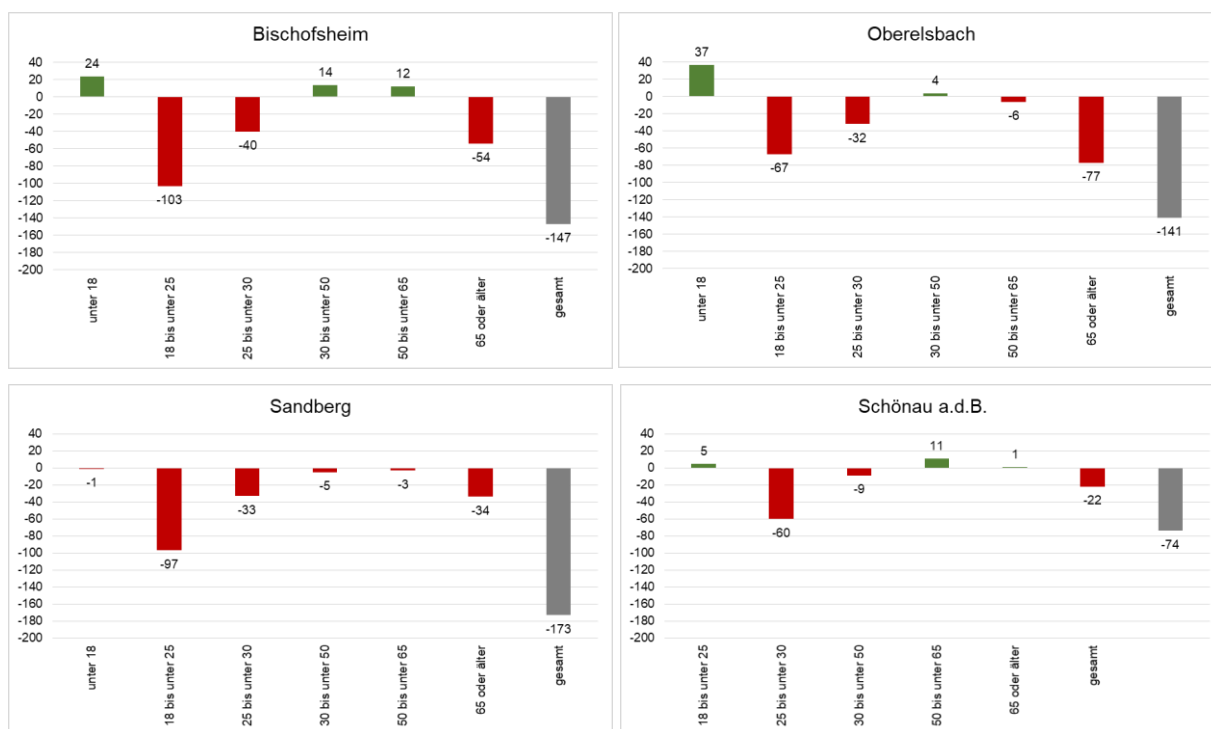 Bischofsheim
40
20
0
-20
-40
-60
-80
-100
-120
-140
-160
-180
-200
24
-103
-40
14
12
-54
-147
unter 18
18 bis unter 25
25 bis unter 30
30 bis unter 50
50 bis unter 65
65 oder älter
gesamt
Oberelsbach
40
20
0
-20
-40
-60
-80
-100
-120
-140
-160
-180
-200
37
-67
-32
4
-6
-77
-141
unter 18
18 bis unter 25
25 bis unter 30
30 bis unter 50
50 bis unter 65
65 oder älter
gesamt
Sandberg
40
20
0
-20
-40
-60
-80
-100
-120
-140
-160
-180
-200
-1
-97
-33
-5
-3
-34
-173
unter 18
18 bis unter 25
25 bis unter 30
30 bis unter 50
50 bis unter 65
65 oder älter
gesamt
Schönau a.d.B.
40
20
0
-20
-40
-60
-80
-100
-120
-140
-160
-180
-200
5
-60
-9
11
1
-22
-74
18 bis unter 25
25 bis unter 30
30 bis unter 50
50 bis unter 65
65 oder älter
gesamt